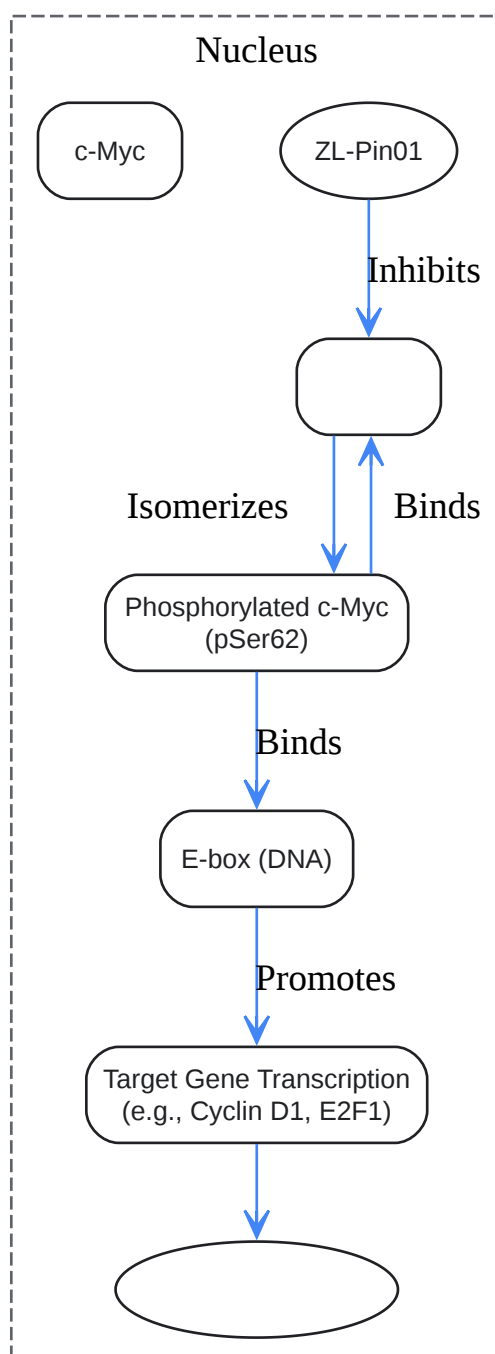 Nucleus
c-Myc
ZL-Pin01
Inhibits
Isomerizes
Binds
Phosphorylated c-Myc
(pSer62)
Binds
E-box (DNA)
Promotes
Target Gene Transcription
(e.g., Cyclin D1, E2F1)